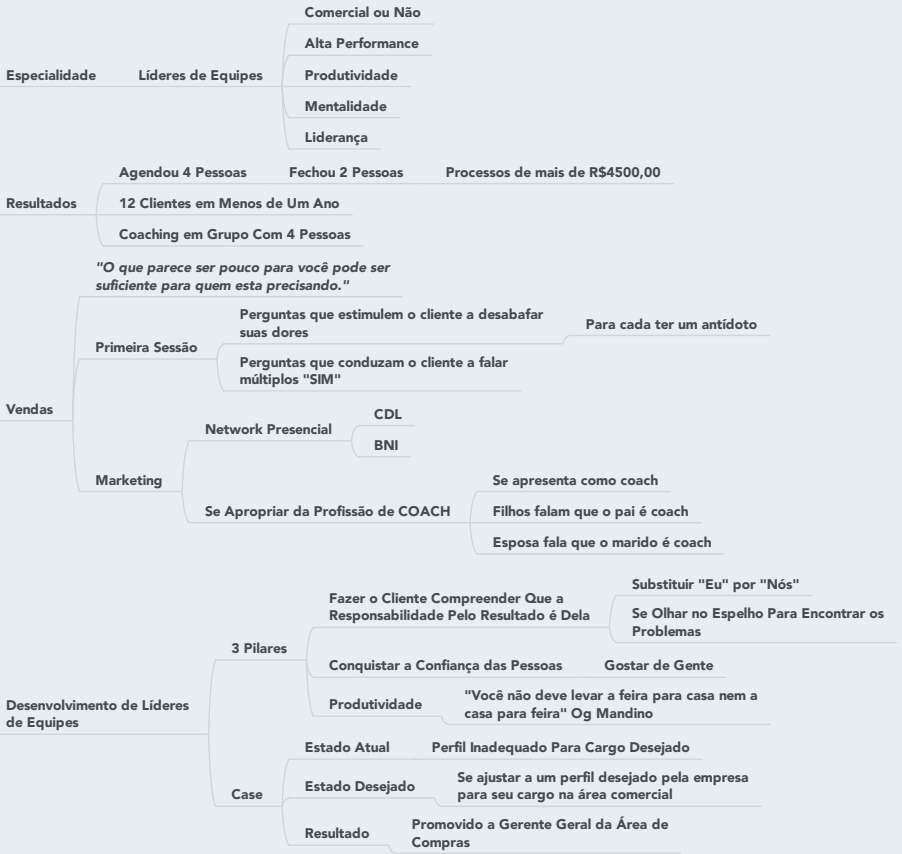 Especialidade
Líderes de Equipes
Comercial ou Não
Alta Performance
Produtividade
Mentalidade
Liderança
Resultados
Agendou 4 Pessoas
Fechou 2 Pessoas
Processos de mais de R$4500,00
12 Clientes em Menos de Um Ano
Coaching em Grupo Com 4 Pessoas
Vendas
"O que parece ser pouco para você pode ser
suficiente para quem esta precisando."
Primeira Sessão
Perguntas que estimulem o cliente a desabafar
suas dores
Para cada ter um antídoto
Perguntas que conduzam o cliente a falar
múltiplos "SIM"
Marketing
Network Presencial
CDL
BNI
Se Apropriar da Profissão de COACH
Se apresenta como coach
Filhos falam que o pai é coach
Esposa fala que o marido é coach
Desenvolvimento de Líderes
de Equipes
3 Pilares
Fazer o Cliente Compreender Que a
Responsabilidade Pelo Resultado é Dela
Substituir "Eu" por "Nós"
Se Olhar no Espelho Para Encontrar os
Problemas
Conquistar a Confiança das Pessoas
Gostar de Gente
Produtividade
"Você não deve levar a feira para casa nem a
casa para feira" Og Mandino
Case
Estado Atual
Perfil Inadequado Para Cargo Desejado
Estado Desejado
Se ajustar a um perfil desejado pela empresa
para seu cargo na área comercial
Resultado
Promovido a Gerente Geral da Área de
Compras